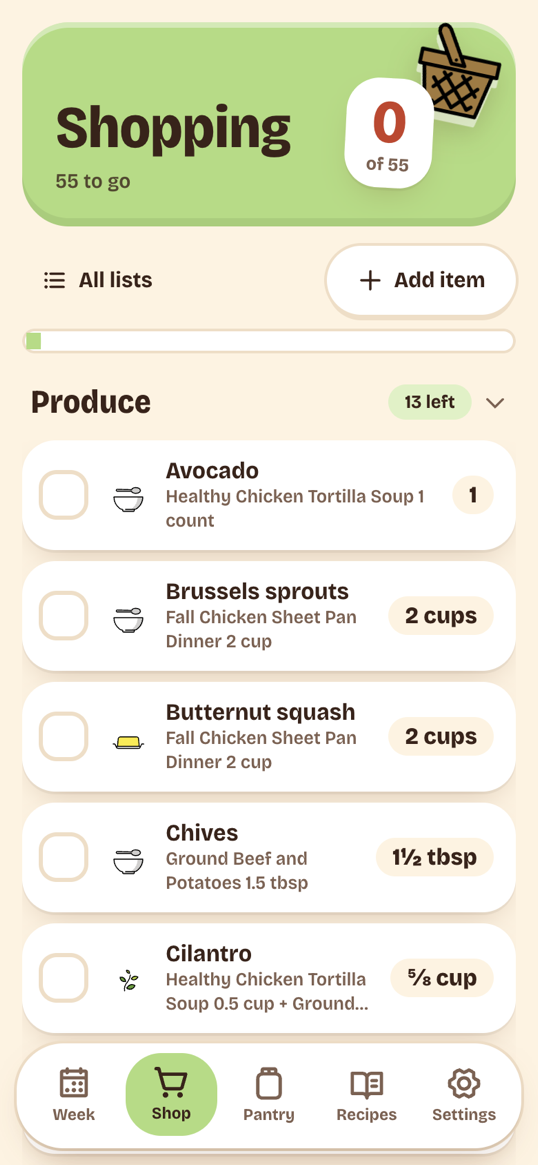 Shopping
55 to go
0
of 55
All lists
Add item
Produce
13 left
Avocado
Healthy Chicken Tortilla Soup 1
count
1
Brussels sprouts
Fall Chicken Sheet Pan
Dinner 2 cup
2 cups
Butternut squash
Fall Chicken Sheet Pan
Dinner 2 cup
2 cups
Chives
Ground Beef and
Potatoes 1.5 tbsp
1½ tbsp
Cilantro
Healthy Chicken Tortilla
Soup 0.5 cup + Ground...
⅝ cup
Week
Shop
Pantry
Recipes
Settings